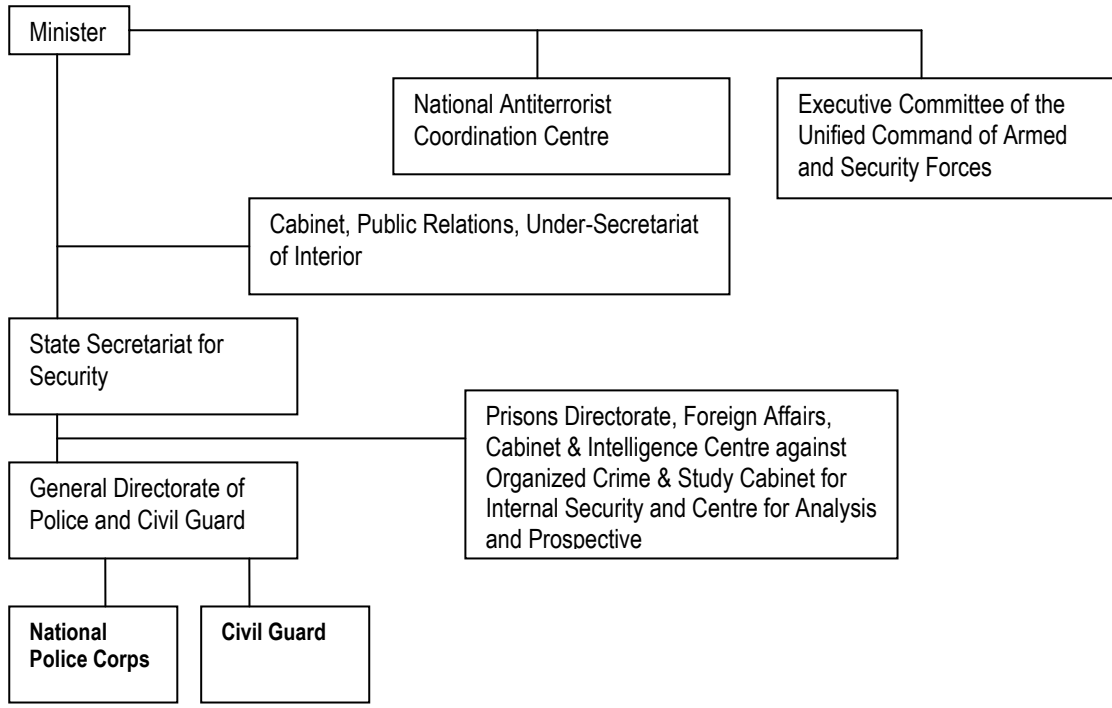 Minister
National Antiterrorist
Coordination Centre
Executive Committee of the
Unified Command of Armed
and Security Forces
Cabinet, Public Relations, Under-Secretariat
of Interior
State Secretariat for
Security
Prisons Directorate, Foreign Affairs,
Cabinet & Intelligence Centre against
Organized Crime & Study Cabinet for
Internal Security and Centre for Analysis
and Prospective
General Directorate of
Police and Civil Guard
National
Police Corps
Civil Guard